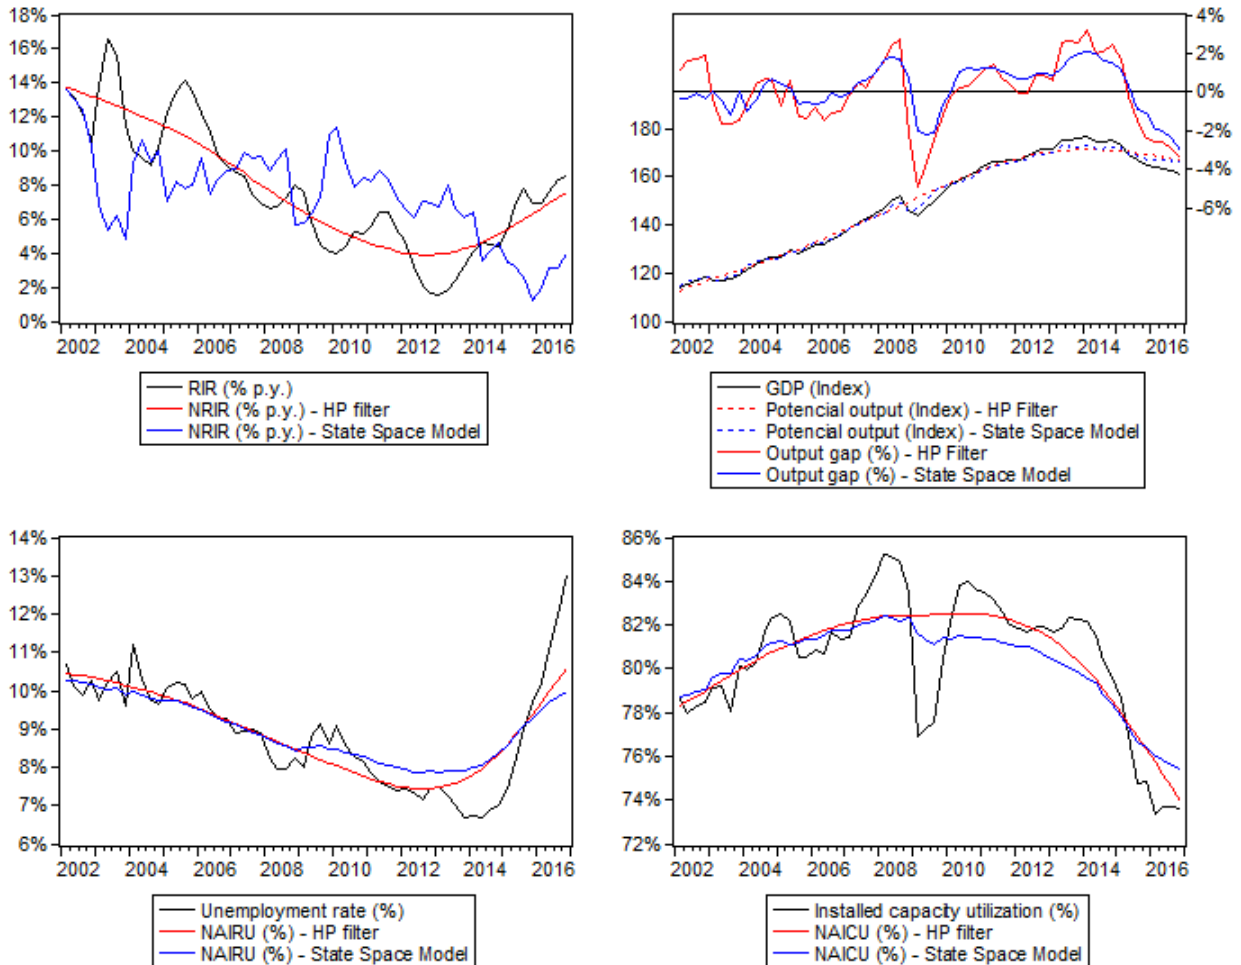 18%
16%
14%
12%
10%
8%
6%
4%
2%
0%
2002 2004 2006 2008 2010 2012 2014 2016
RIR (% p.y.)
NRIR (% p.y.) - HP filter
NRIR (% p.y.) - State Space Model
4%
2%
0%
-2%
-4%
-6%
180
160
140
120
100
2002 2004 2006 2008 2010 2012 2014 2016
GDP (Index)
Potencial output (Index) - HP Filter
Potencial output (Index) - State Space Model
Output gap (%) - HP Filter
Output gap (%) - State Space Model
14%
13%
12%
11%
10%
9%
8%
7%
6%
2002 2004 2006 2008 2010 2012 2014 2016
Unemployment rate (%)
NAIRU (%) - HP filter
NAIRU (%) - State Space Model
86%
84%
82%
80%
78%
76%
74%
72%
2002 2004 2006 2008 2010 2012 2014 2016
Installed capacity utilization (%)
NAICU (%) - HP filter
NAICU (%) - State Space Model